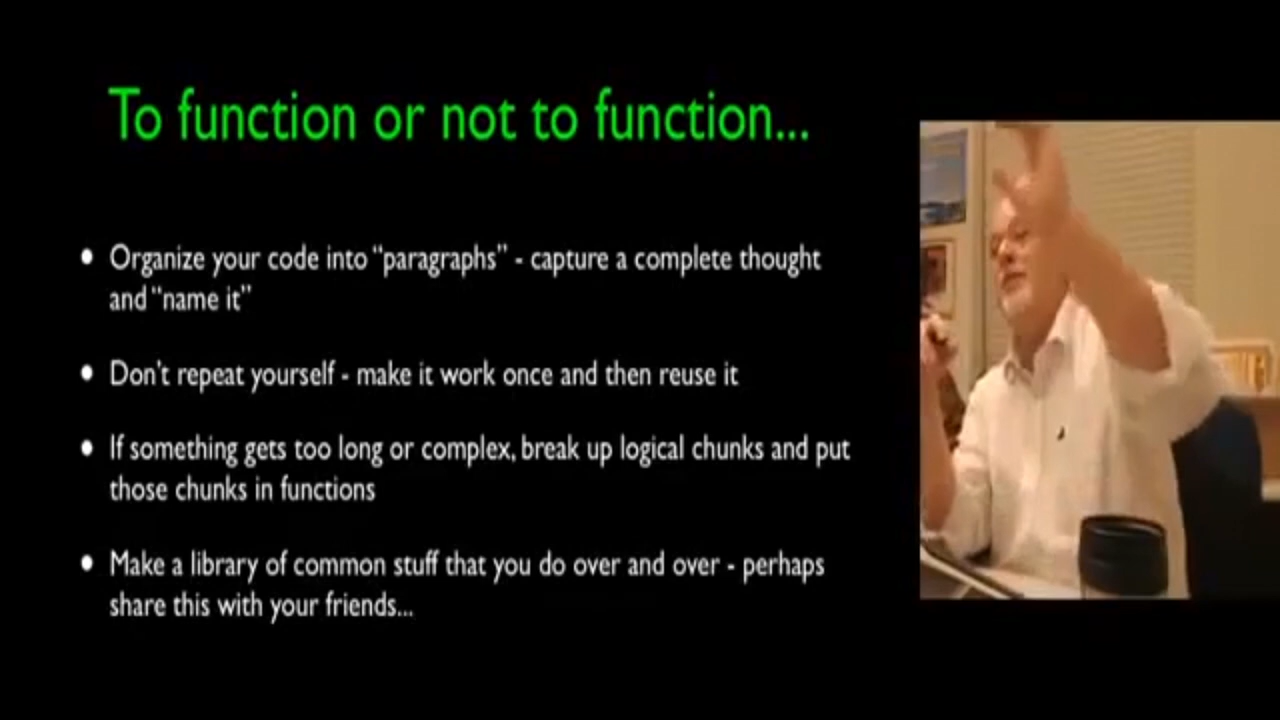 To function or not to function...
• Organize your code into “paragraphs” - capture a complete thought
and “name it”
• Don’t repeat yourself - make it work once and then reuse it
• If something gets too long or complex, break up logical chunks and put
those chunks in functions
• Make a library of common stuff that you do over and over - perhaps
share this with your friends...